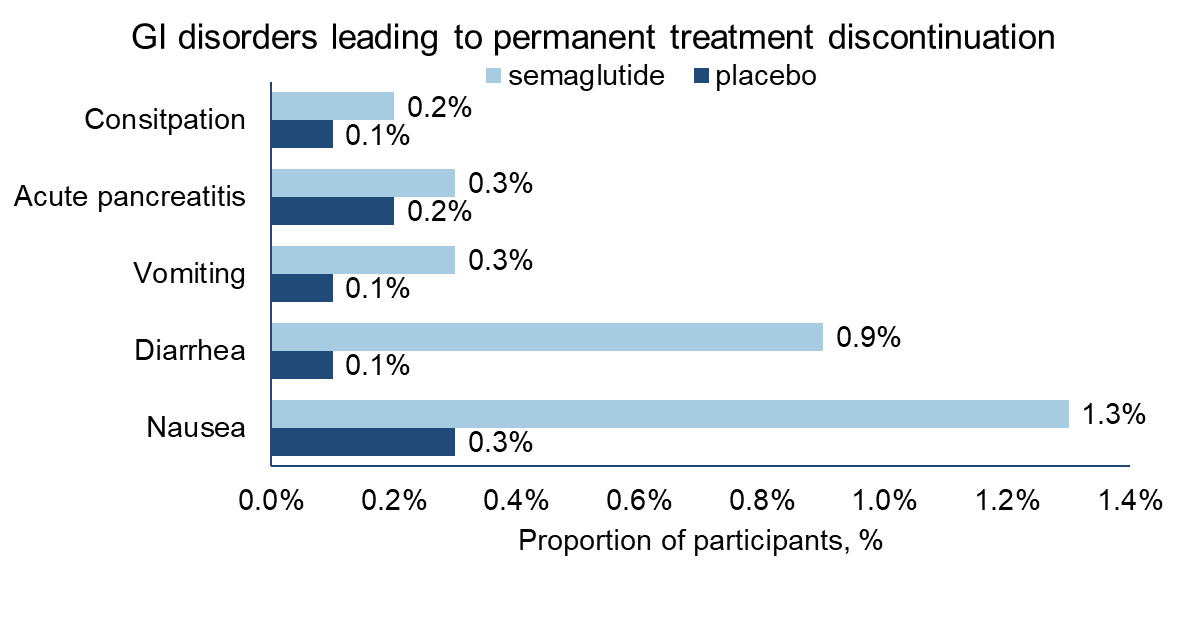 GI disorders leading to permanent treatment discontinuation
semaglutide placebo
Consitpation 0.2%
0.1%
Acute pancreatitis 0.3%
0.2%
Vomiting 0.3%
0.1%
Diarrhea 0.9%
0.1%
Nausea 1.3%
0.3%
0.0% 0.2% 0.4% 0.6% 0.8% 1.0% 1.2% 1.4%
Proportion of participants, %